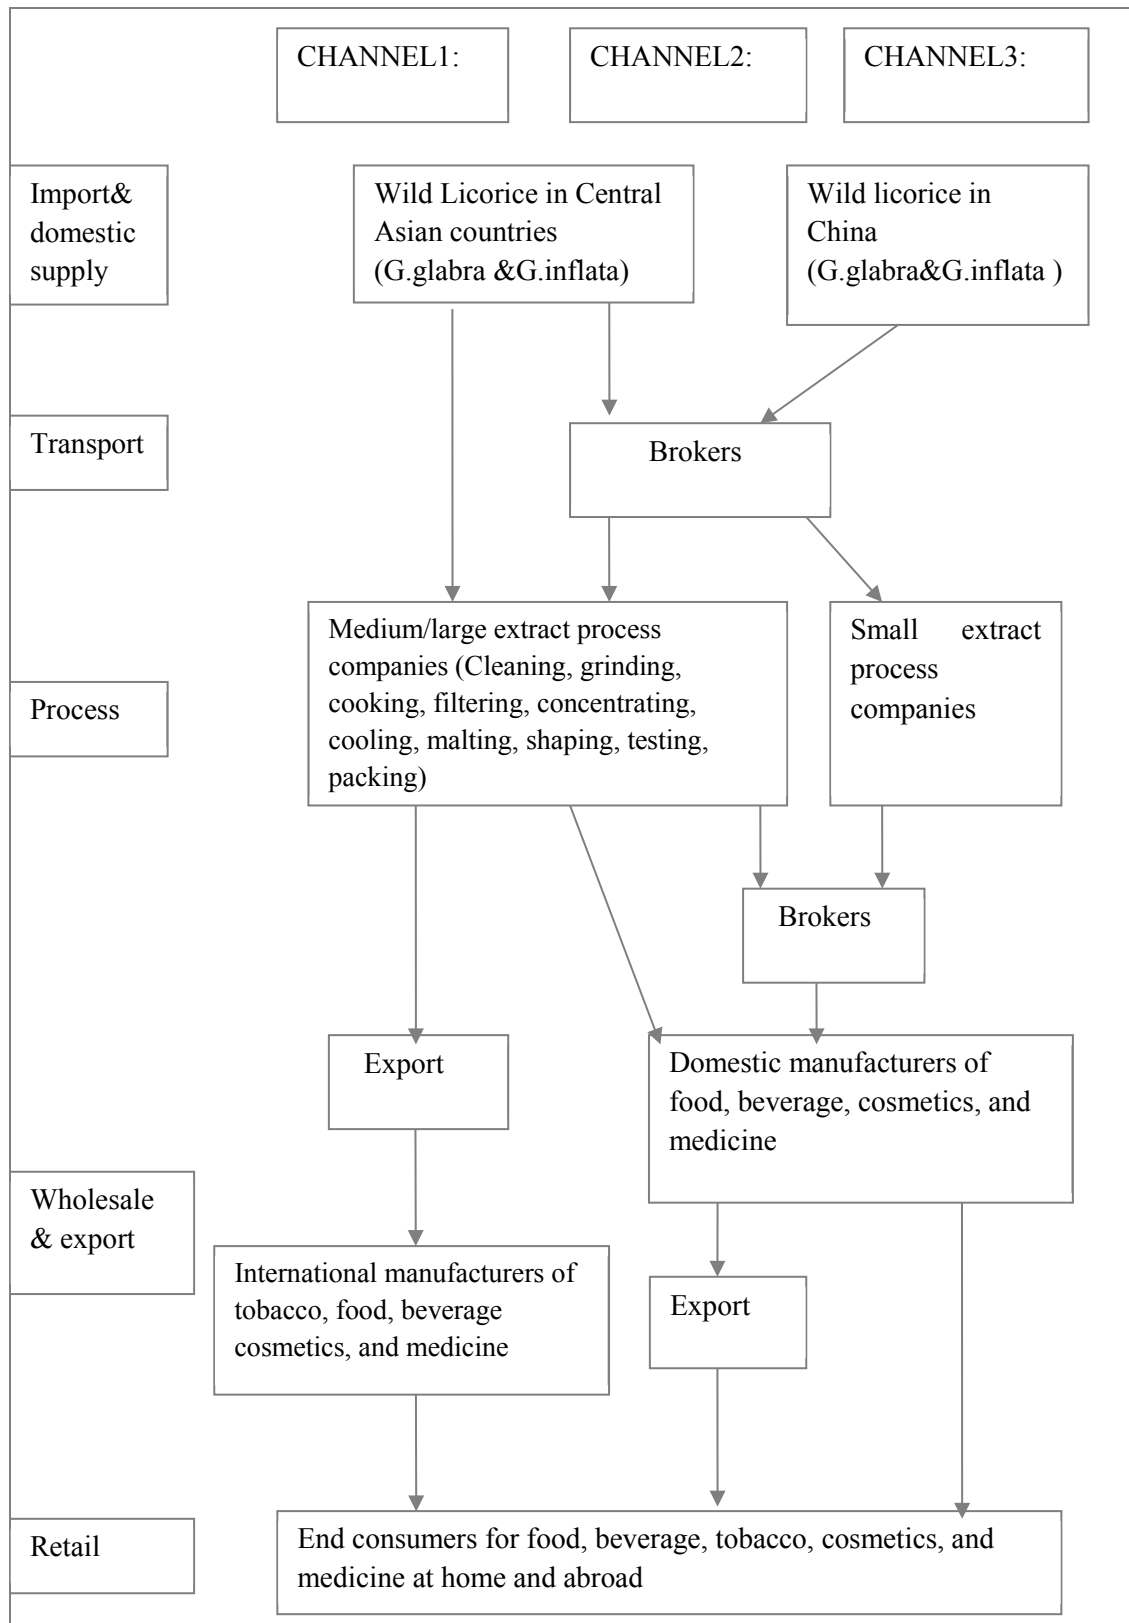 CHANNEL1:
CHANNEL2:
CHANNEL3:
Import&
domestic
supply
Wild Licorice in Central
Asian countries
(G.glabra &G.inflata)
Wild licorice in
China
(G.glabra&G.inflata )
Transport
Brokers
Process
Medium/large extract process
companies (Cleaning, grinding,
cooking, filtering, concentrating,
cooling, malting, shaping, testing,
packing)
Small extract
process
companies
Brokers
Export
Domestic manufacturers of
food, beverage, cosmetics, and
medicine
Wholesale
& export
International manufacturers of
tobacco, food, beverage
cosmetics, and medicine
Export
Retail
End consumers for food, beverage, tobacco, cosmetics, and
medicine at home and abroad